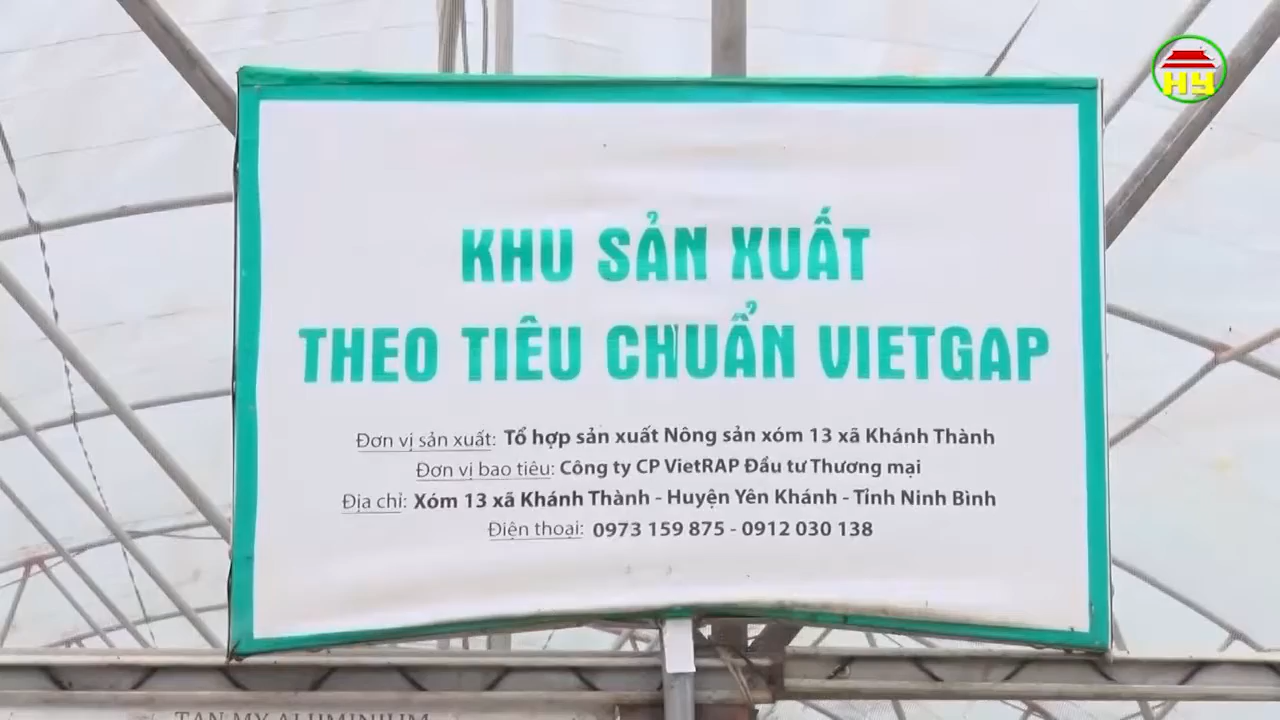 HY
KHU SẢN XUẤT
THEO TIÊU CHUẨN VIETGAP
Đơn vị sản xuất: Tổ hợp sản xuất Nông sản xóm 13 xã Khánh Thành
Đơn vị bao tiêu: Công ty CP VietRAP Đầu tư Thương mại
Địa chỉ: Xóm 13 xã Khánh Thành - Huyện Yên Khánh - Tỉnh Ninh Bình
Điện thoại: 0973 159 875 - 0912 030 138
TAN MY ALUMINIUM